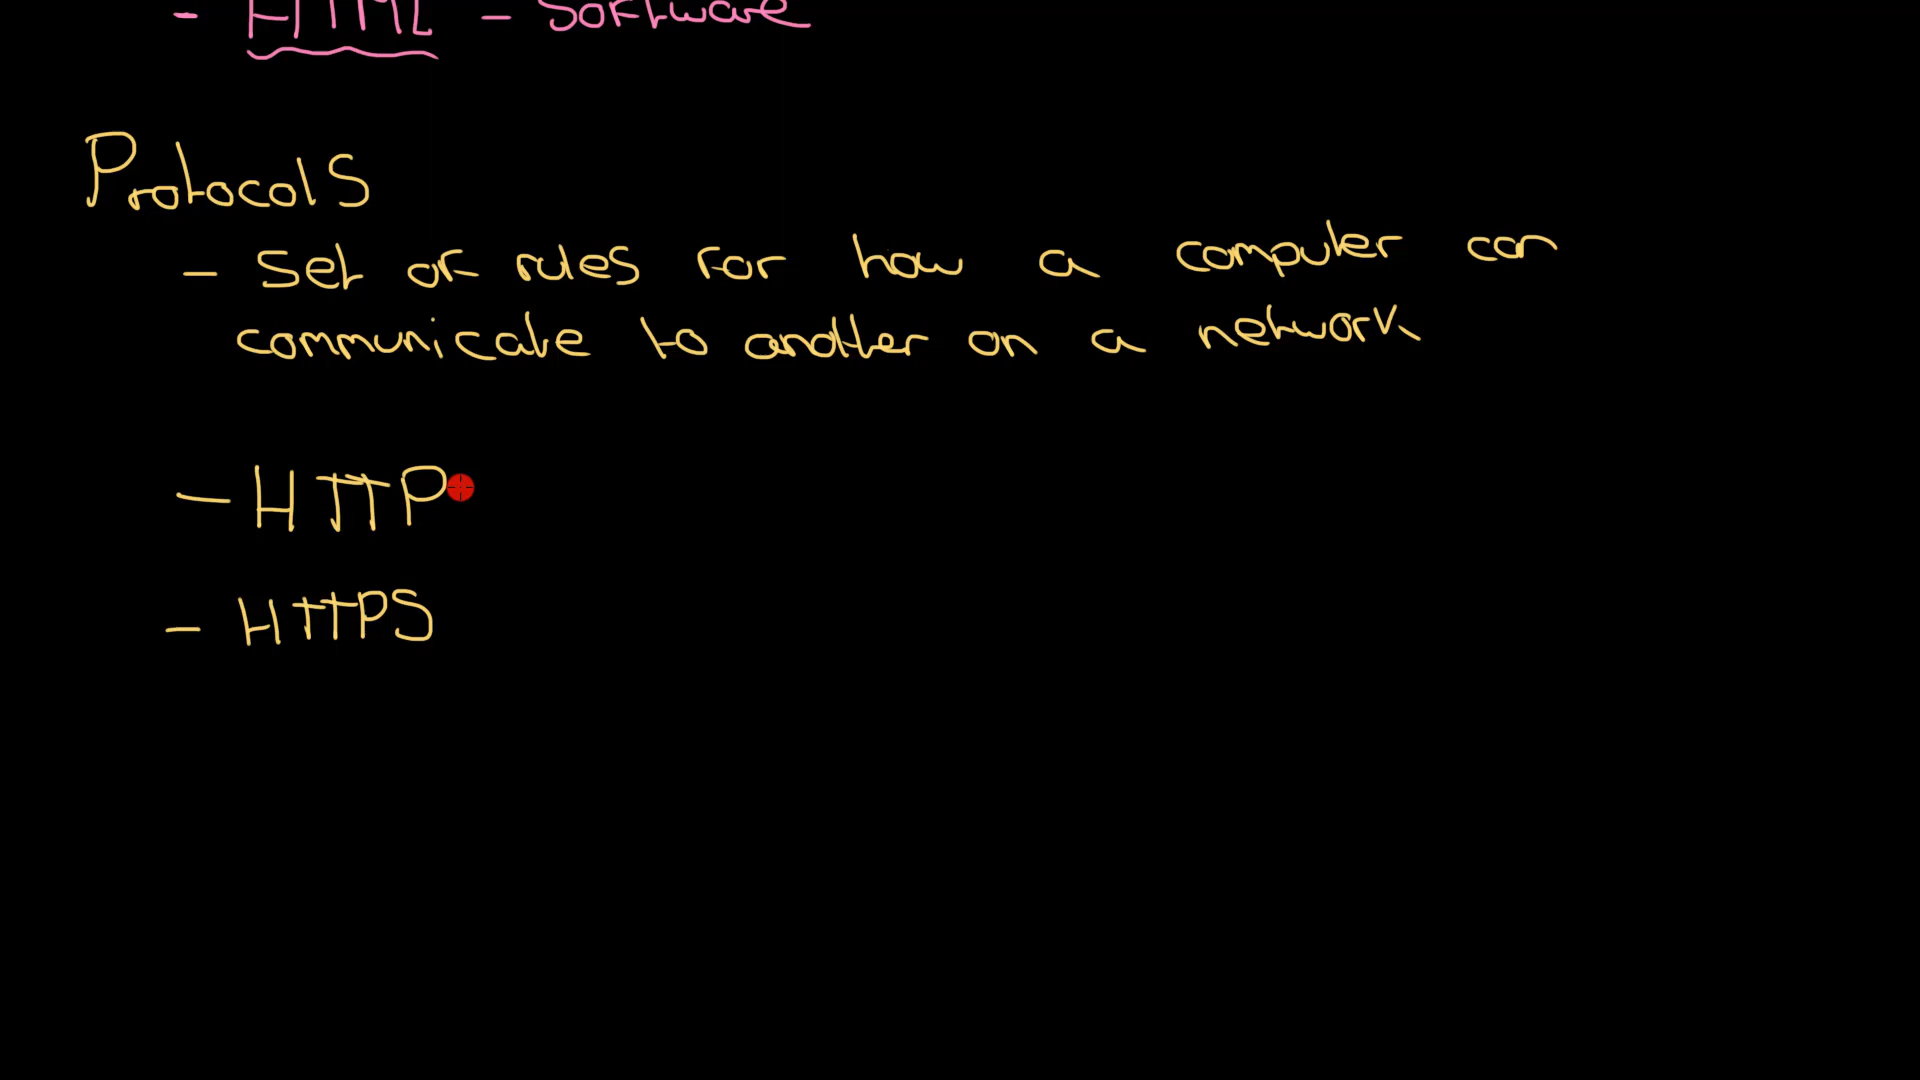 - HTML - Software
Protocols
- Set of rules for how a computer can
communicate to another on a network
- HTTP
- HTTPS